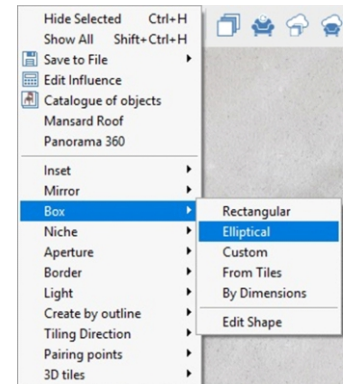 Hide Selected Ctrl+H
Show All Shift+Ctrl+H
Save to File
Edit Influence
Catalogue of objects
Mansard Roof
Panorama 360
Inset
Mirror
Box
Niche
Aperture
Border
Light
Create by outline
Tiling Direction
Pairing points
3D tiles
Rectangular
Elliptical
Custom
From Tiles
By Dimensions
Edit Shape